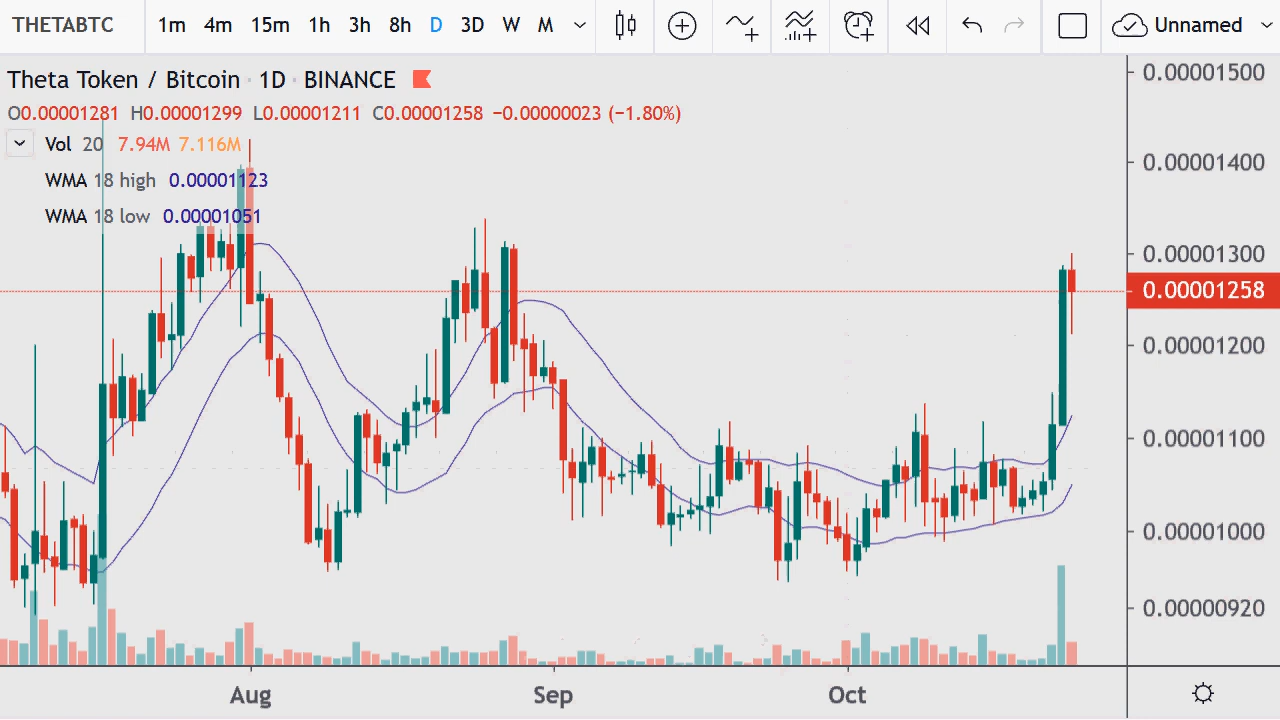 THETABTC 1m 4m 15m 1h 3h 8h D 3D W M Unnamed
Theta Token / Bitcoin · 1D · BINANCE
O0.00001281 H0.00001299 L0.00001211 C0.00001258 −0.00000023 (−1.80%)
Vol 20 7.94M 7.116M
WMA 18 high 0.00001123
WMA 18 low 0.00001051
0.00001500
0.00001400
0.00001300
0.00001258
0.00001200
0.00001100
0.00001000
0.00000920
Aug Sep Oct